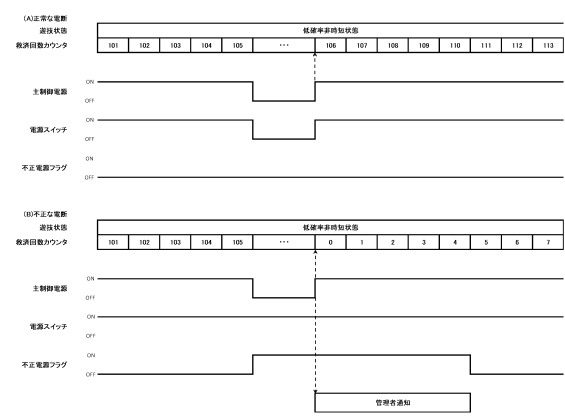 (A)正常な電断
遊技状態 低確率非時短状態
救済回数カウンタ 101 102 103 104 105 ・・・ 106 107 108 109 110 111 112 113
ON
主制御電源
OFF
ON
電源スイッチ
OFF
ON
不正電源フラグ
OFF
(B)不正な電断
遊技状態 低確率非時短状態
救済回数カウンタ 101 102 103 104 105 ・・・ 0 1 2 3 4 5 6 7
ON
主制御電源
OFF
ON
電源スイッチ
OFF
ON
不正電源フラグ
OFF
管理者通知